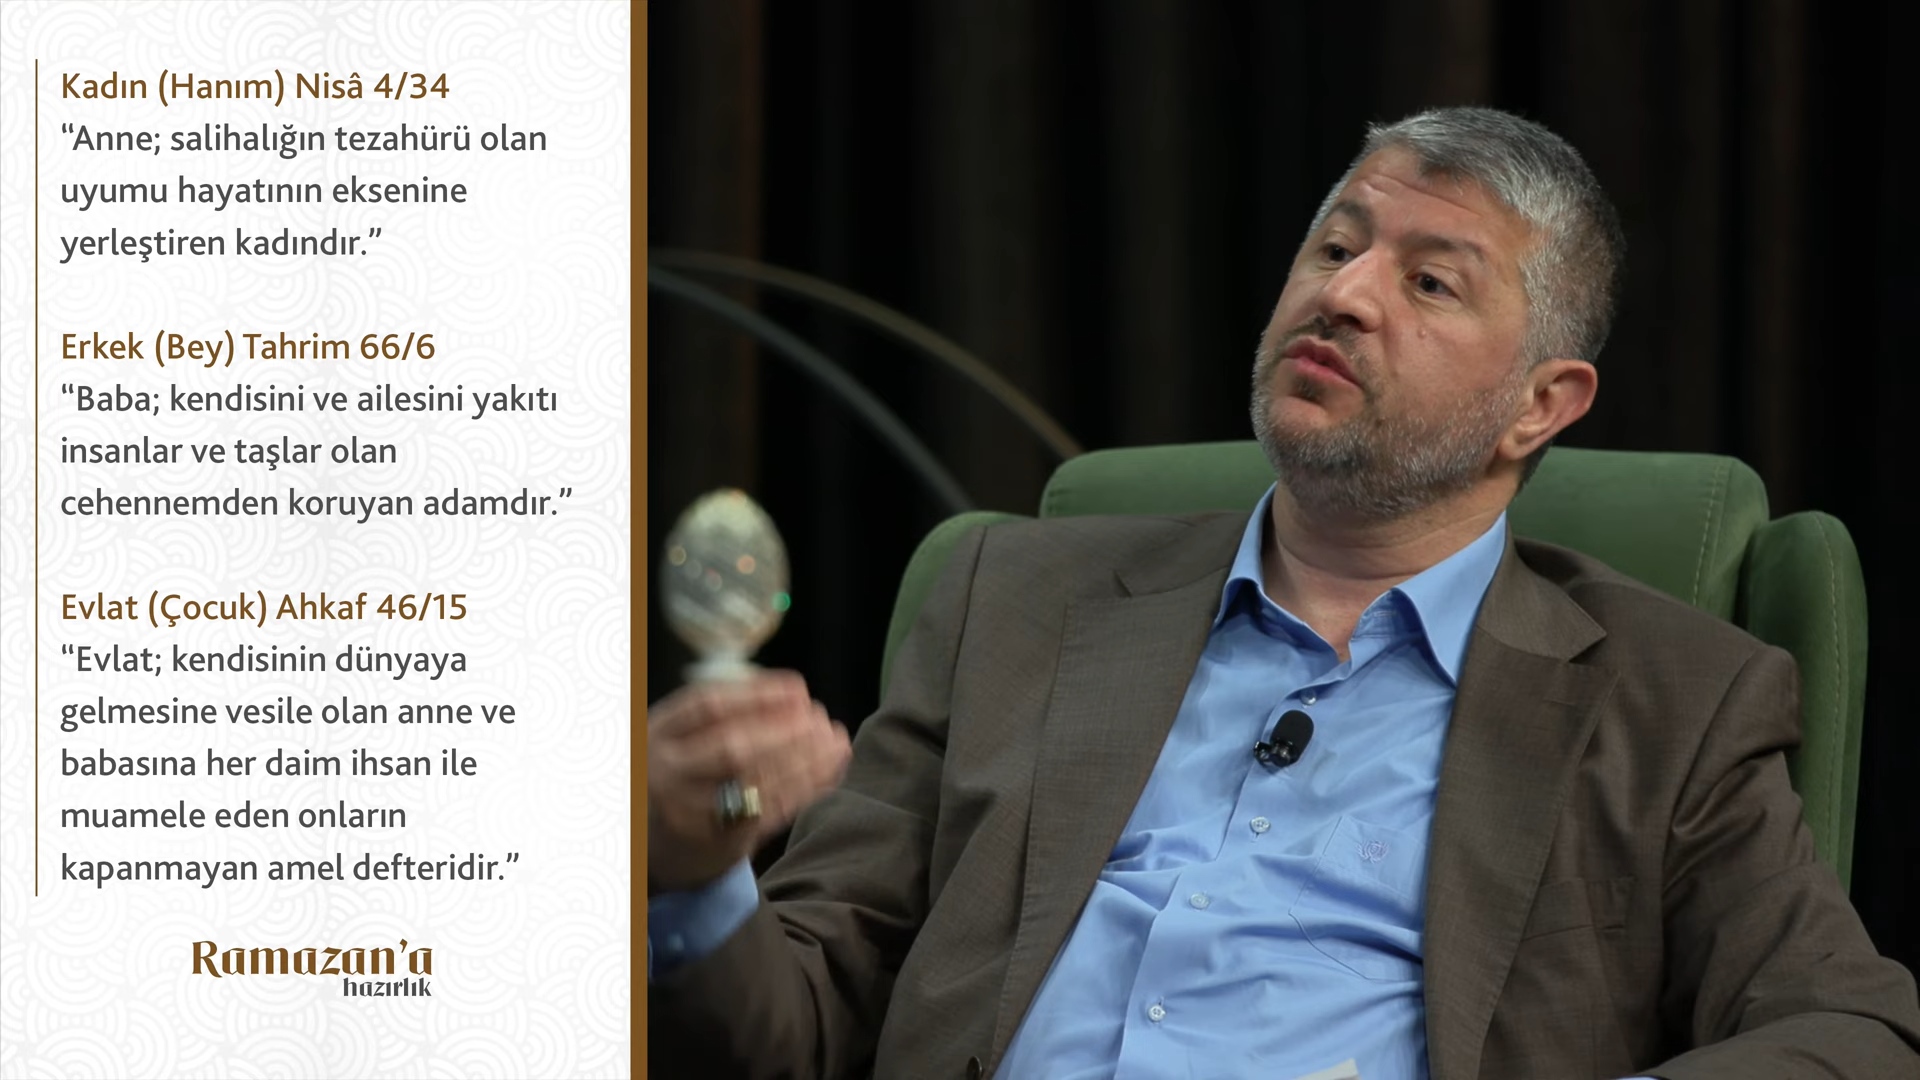 Kadın (Hanım) Nisâ 4/34
“Anne; salihalığın tezahürü olan
uyumu hayatının eksenine
yerleştiren kadındır.”
Erkek (Bey) Tahrim 66/6
“Baba; kendisini ve ailesini yakıtı
insanlar ve taşlar olan
cehennemden koruyan adamdır.”
Evlat (Çocuk) Ahkaf 46/15
“Evlat; kendisinin dünyaya
gelmesine vesile olan anne ve
babasına her daim ihsan ile
muamele eden onların
kapanmayan amel defteridir.”
Ramazan’a
hazırlık